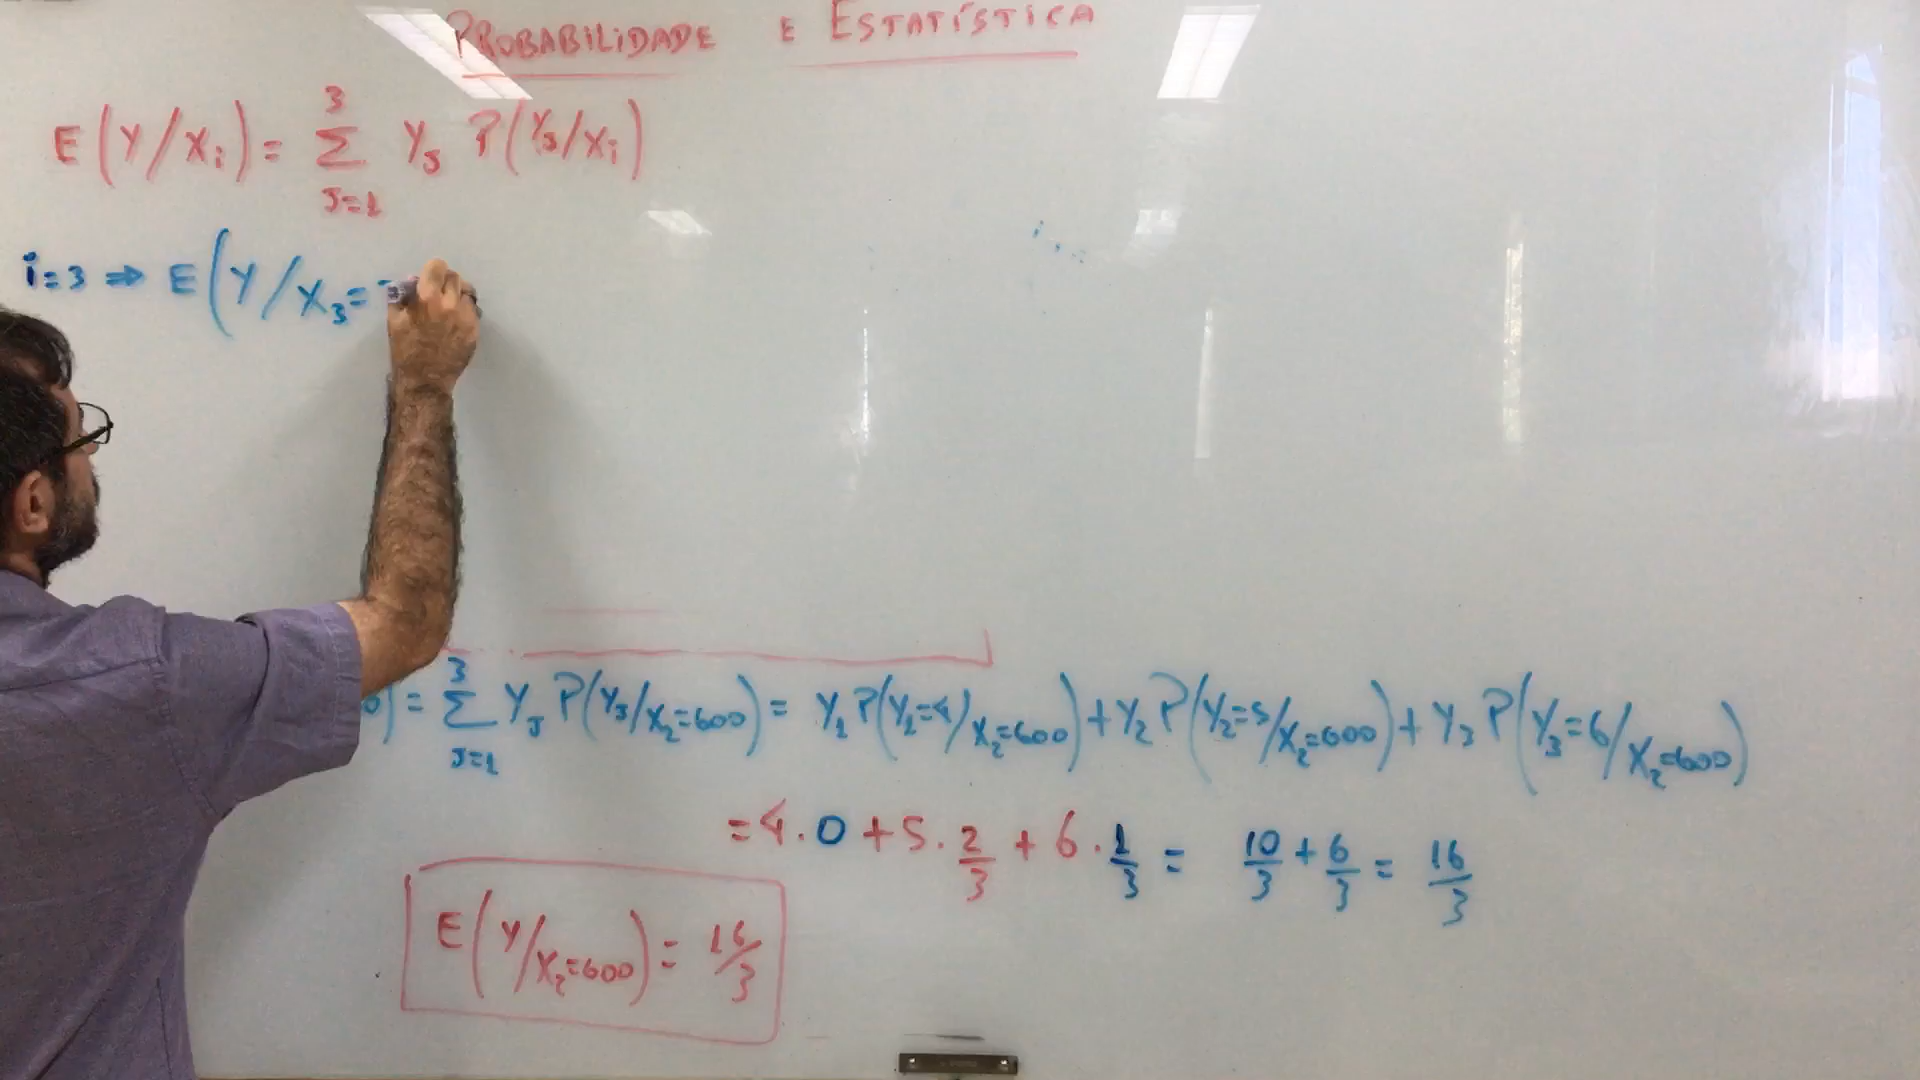 PROBABILIDADE E ESTATÍSTICA
E(Y/Xi) = 3 Σ J=1 YJ P(YJ/Xi)
i=3 ⇒ E(Y/X3=
0) = 3 Σ J=1 YJ P(YJ/X2=600) = Y1 P(Y1=4/X2=600) + Y2 P(Y2=5/X2=600) + Y3 P(Y3=6/X2=600)
= 4.0 + 5. 2/3 + 6. 1/3 = 10/3 + 6/3 = 16/3
E(Y/X2=600) = 16/3